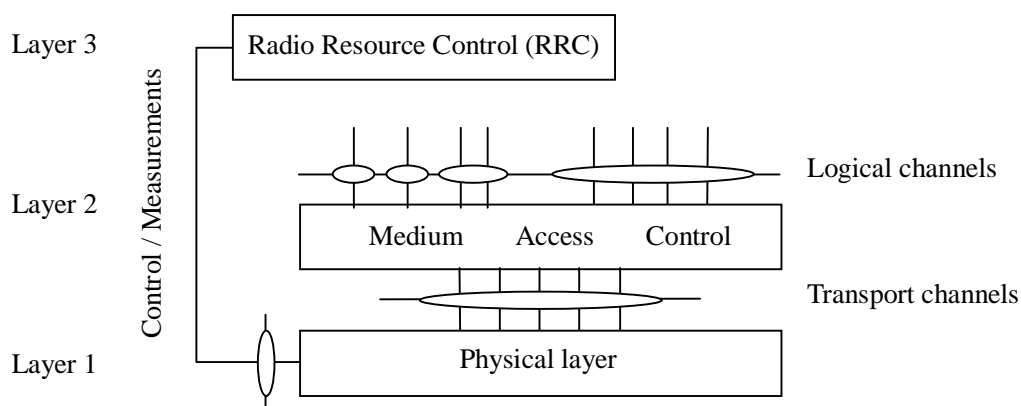 Layer 3
Radio Resource Control (RRC)
Control / Measurements
Logical channels
Layer 2
Medium Access Control
Transport channels
Layer 1
Physical layer